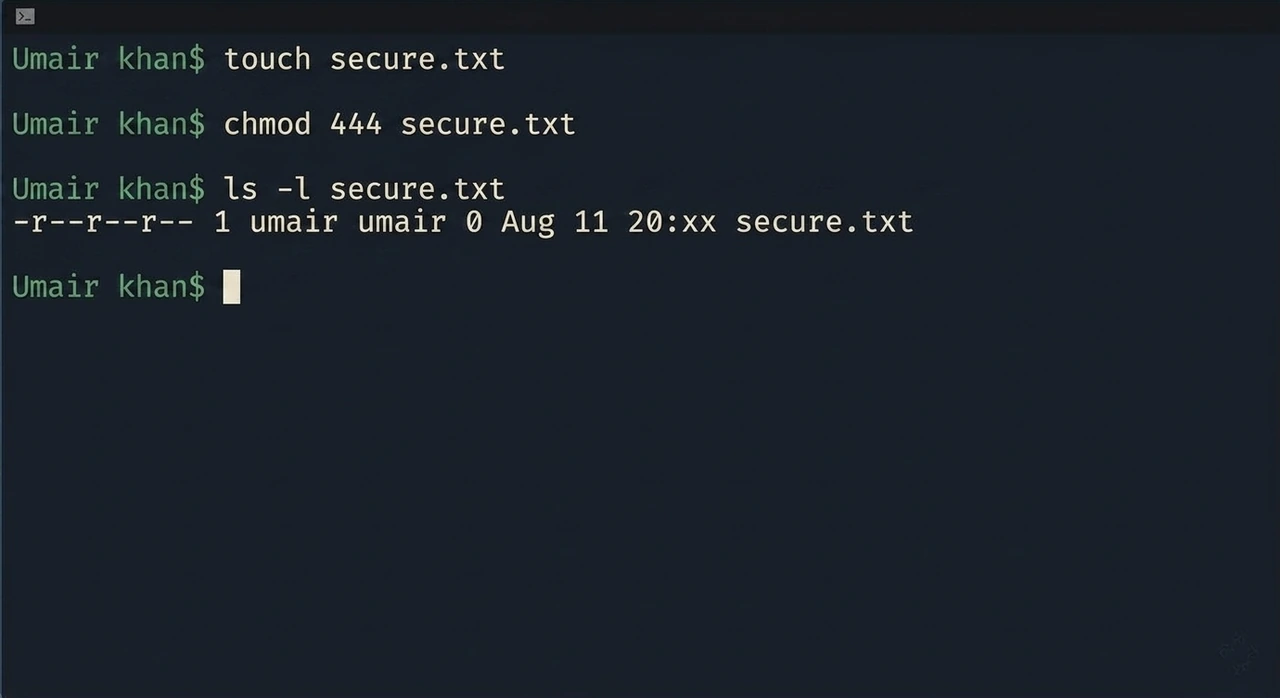 Umair khan$ touch secure.txt
Umair khan$ chmod 444 secure.txt
Umair khan$ ls -l secure.txt
-r--r--r-- 1 umair umair 0 Aug 11 20:xx secure.txt
Umair khan$